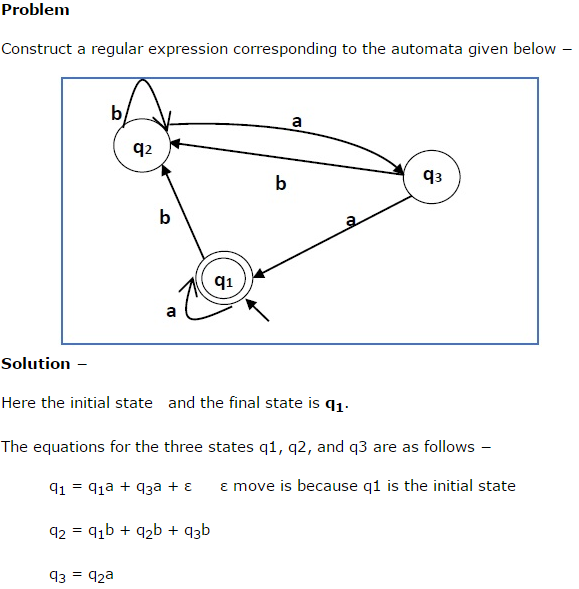 Problem
Construct a regular expression corresponding to the automata given below −
b
a
q2
q3
b
b
a
q1
a
Solution −
Here the initial state and the final state is q₁.
The equations for the three states q1, q2, and q3 are as follows −
q₁ = q₁a + q₃a + ε ε move is because q1 is the initial state
q₂ = q₁b + q₂b + q₃b
q₃ = q₂a